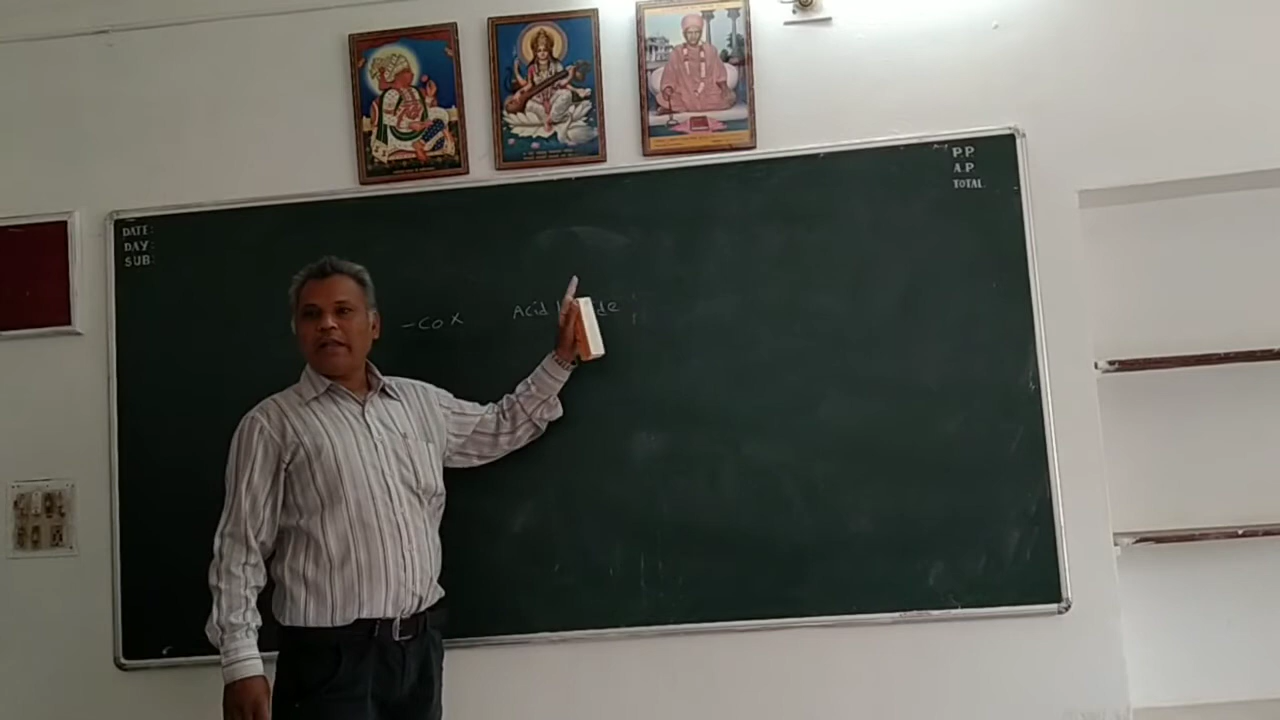 P.P.
A.P.
TOTAL
DATE:
DAY:
SUB:
-COX Acid